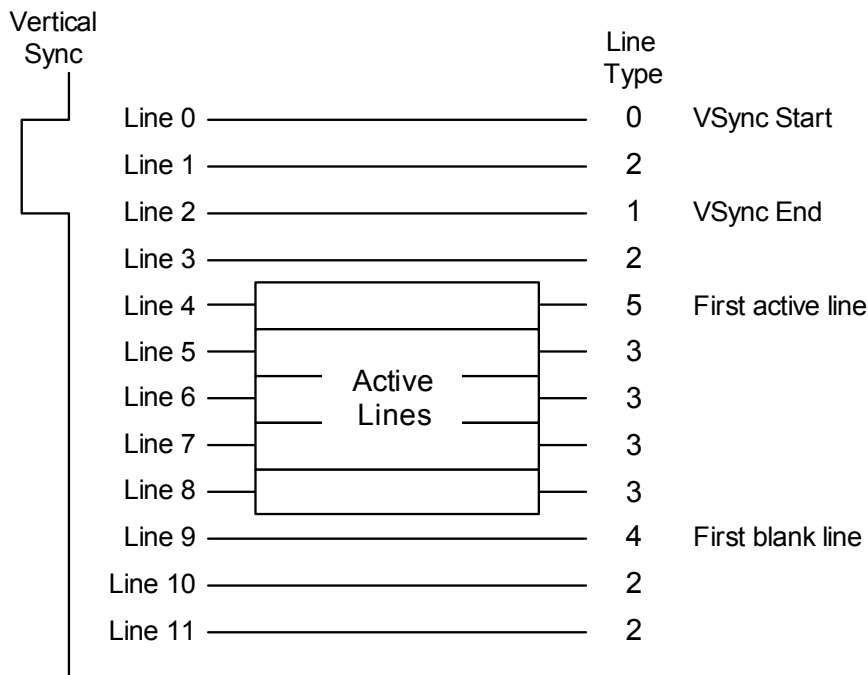 Vertical
Sync
Line
Type
Line 0 0 VSync Start
Line 1 2
Line 2 1 VSync End
Line 3 2
Line 4 5 First active line
Line 5 3
Line 6 3
Line 7 3
Line 8 3
Active
Lines
Line 9 4 First blank line
Line 10 2
Line 11 2